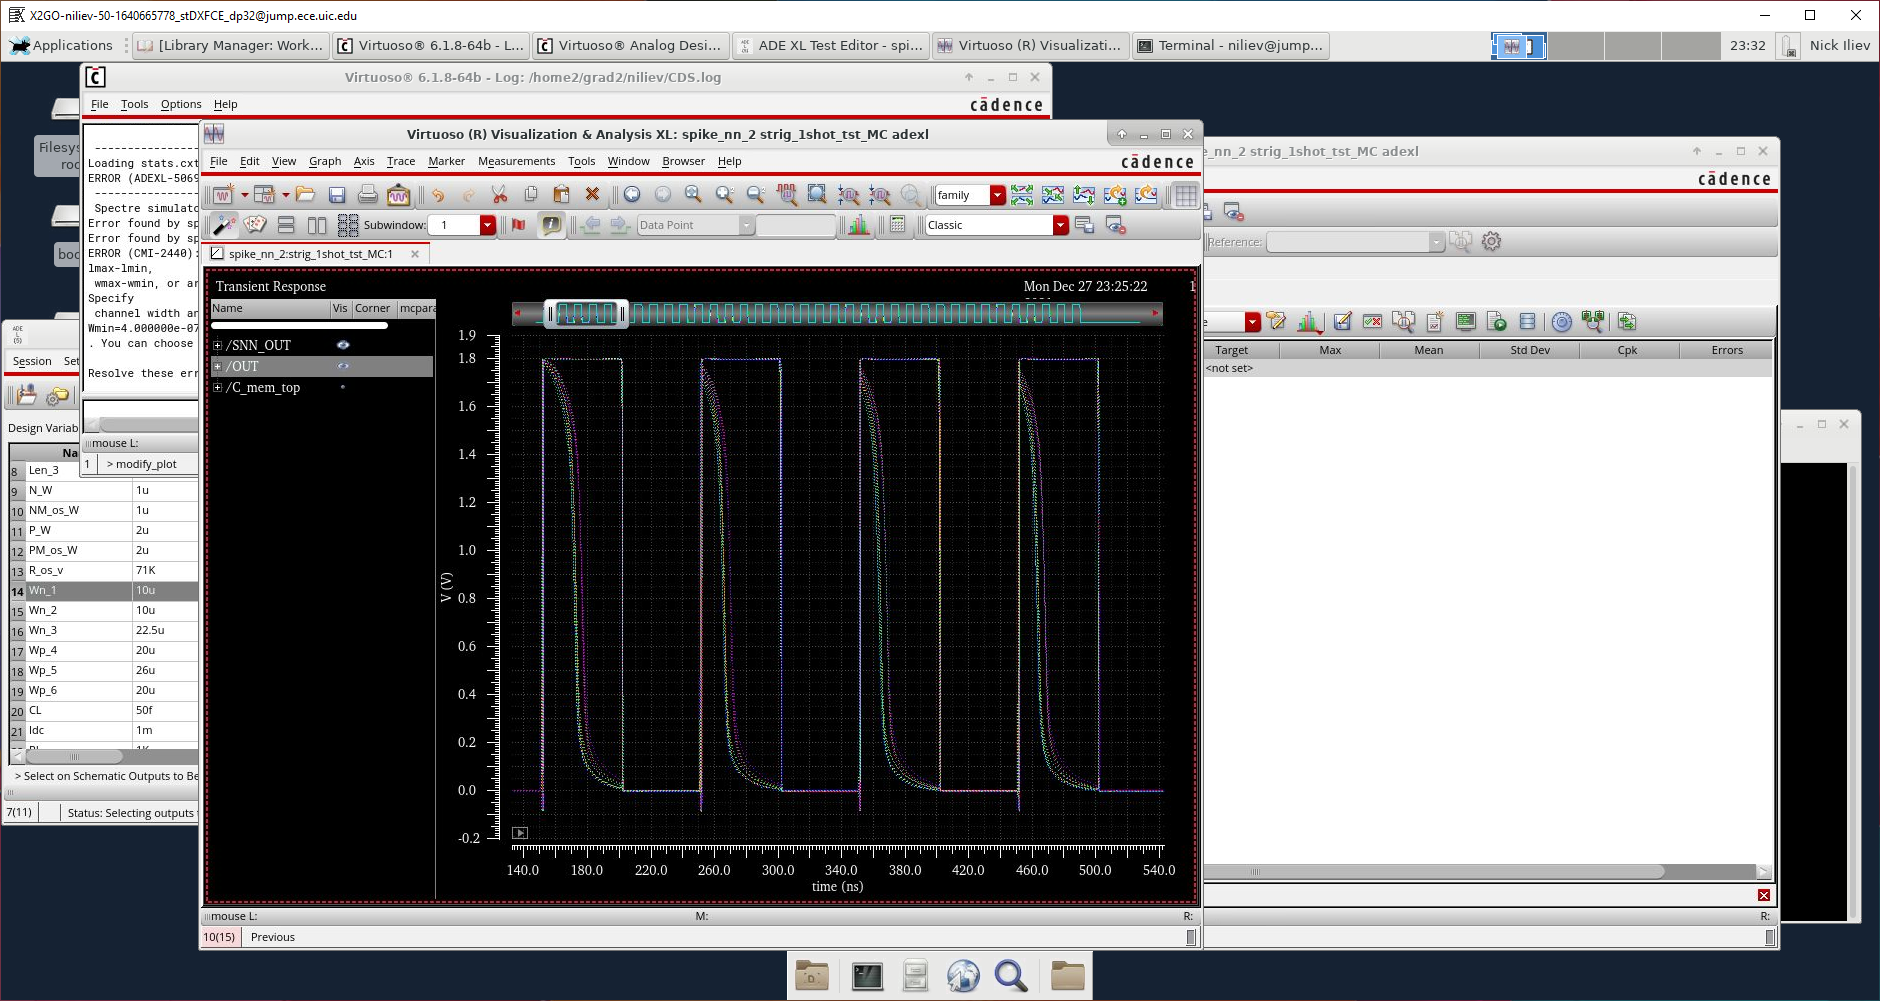 X2GO-niliev-50-1640665778_stDXFCE_dp32@jump.ece.uic.edu
Applications
[Library Manager: Work...
Virtuoso® 6.1.8-64b - L...
Virtuoso® Analog Desi...
ADE XL Test Editor - spi...
Virtuoso (R) Visualizati...
Terminal - niliev@jump...
23:32
Nick Iliev
Virtuoso® 6.1.8-64b - Log: /home2/grad2/niliev/CDS.log
File Tools Options Help
cādence
Filesys
roo
boo
Loading stats.cxt
ERROR (ADEXL-5069
Spectre simulato
Error found by sp
Error found by sp
ERROR (CMI-2440):
lmax-lmin,
wmax-wmin, or ar
Specify
channel width an
Wmin=4.000000e-07
. You can choose
Resolve these err
mouse L:
1 > modify_plot
Virtuoso (R) Visualization & Analysis XL: spike_nn_2 strig_1shot_tst_MC adexl
File Edit View Graph Axis Trace Marker Measurements Tools Window Browser Help
cādence
family
Subwindow: 1
Data Point
Classic
spike_nn_2:strig_1shot_tst_MC:1
Transient Response
Mon Dec 27 23:25:22 1
Name Vis Corner mcpara
/SNN_OUT
/OUT
/C_mem_top
1.9
1.8
1.6
1.4
1.2
1.0
0.8
0.6
0.4
0.2
0.0
-0.2
V (V)
140.0 180.0 220.0 260.0 300.0 340.0 380.0 420.0 460.0 500.0 540.0
time (ns)
mouse L: M: R:
10(15) Previous
e_nn_2 strig_1shot_tst_MC adexl
cādence
Reference:
Target Max Mean Std Dev Cpk Errors
<not set>
R:
ADE
(S)
Session Set
Design Variab
Na
8 Len_3
9 N_W 1u
10 NM_os_W 1u
11 P_W 2u
12 PM_os_W 2u
13 R_os_v 71K
14 Wn_1 10u
15 Wn_2 10u
16 Wn_3 22.5u
17 Wp_4 20u
18 Wp_5 26u
19 Wp_6 20u
20 CL 50f
21 Idc 1m
> Select on Schematic Outputs to Be
7(11) Status: Selecting outputs